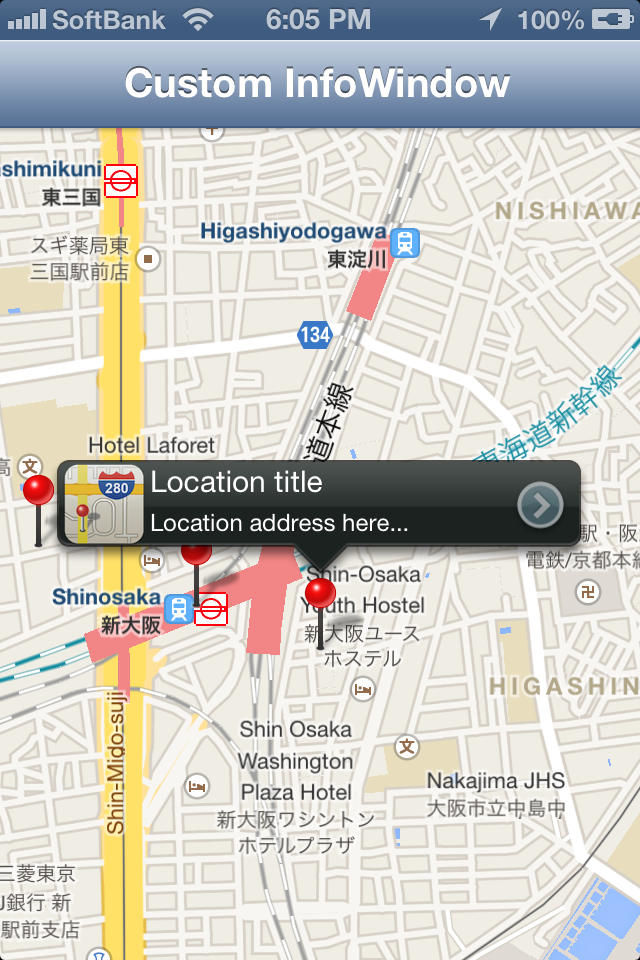 SoftBank 6:05 PM 100%
Custom InfoWindow
ashimikuni
東三国
スギ薬局東
三国駅前店
Higashiyodogawa
東淀川
NISHIAWA
134
道本線
東海道新幹線
Hotel Laforet
高
文
280
Location title
Location address here...
駅・阪
電鉄/京都本
Shin-Osaka
Youth Hostel
新大阪ユース
ホステル
Shinosaka
新大阪
卍
HIGASHIN
Shin-Mido-suji
Shin Osaka
Washington
Plaza Hotel
新大阪ワシントン
ホテルプラザ
文
Nakajima JHS
大阪市立中島中
三菱東京
J銀行 新
駅前支店